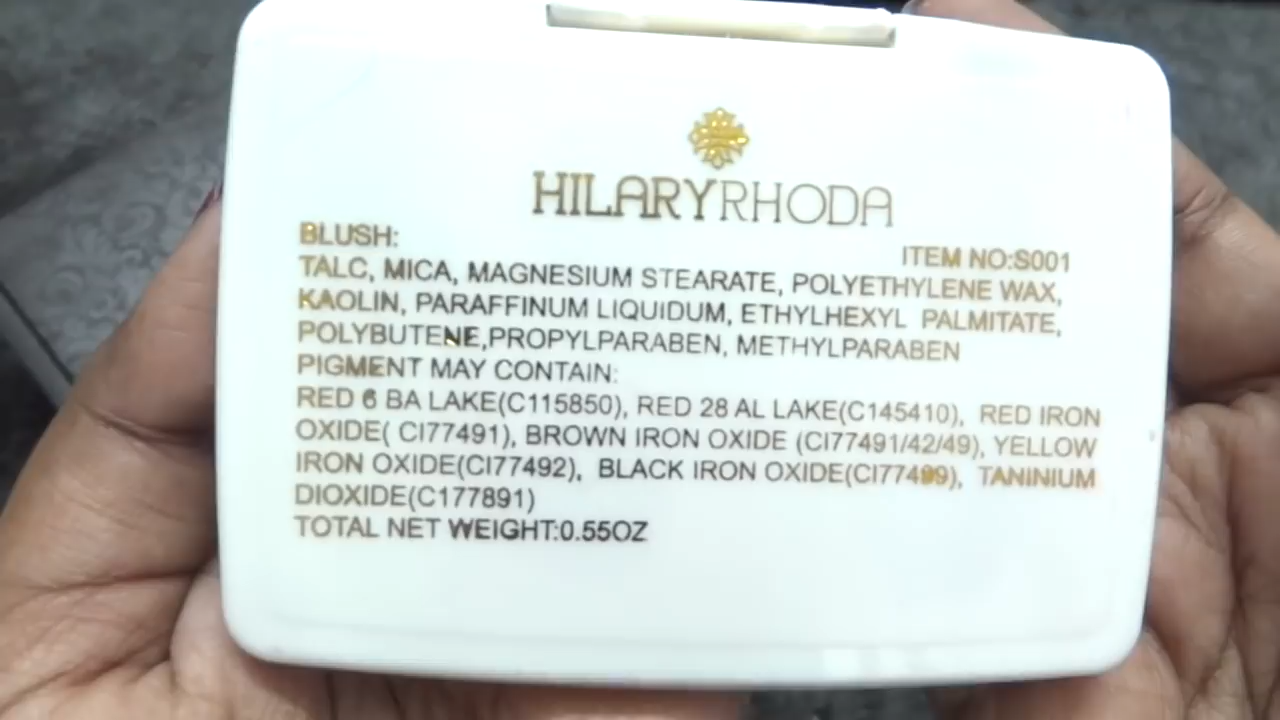 HILARYRHODA
BLUSH:
ITEM NO:S001
TALC, MICA, MAGNESIUM STEARATE, POLYETHYLENE WAX,
KAOLIN, PARAFFINUM LIQUIDUM, ETHYLHEXYL PALMITATE,
POLYBUTENE,PROPYLPARABEN, METHYLPARABEN
PIGMENT MAY CONTAIN:
RED 6 BA LAKE(C115850), RED 28 AL LAKE(C145410), RED IRON
OXIDE( CI77491), BROWN IRON OXIDE (CI77491/42/49), YELLOW
IRON OXIDE(CI77492), BLACK IRON OXIDE(CI77499), TANINIUM
DIOXIDE(C177891)
TOTAL NET WEIGHT:0.55OZ